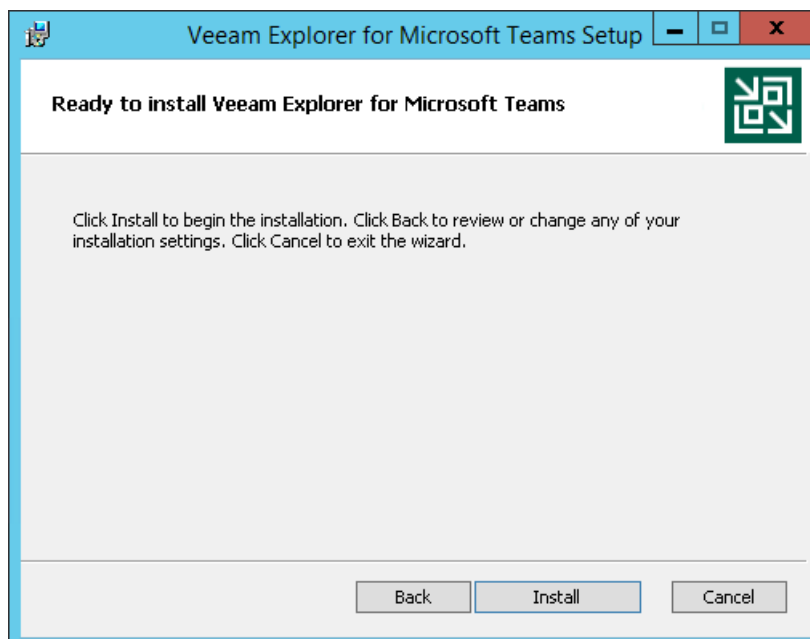 Veeam Explorer for Microsoft Teams Setup
Ready to install Veeam Explorer for Microsoft Teams
Click Install to begin the installation. Click Back to review or change any of your
installation settings. Click Cancel to exit the wizard.
Back Install Cancel